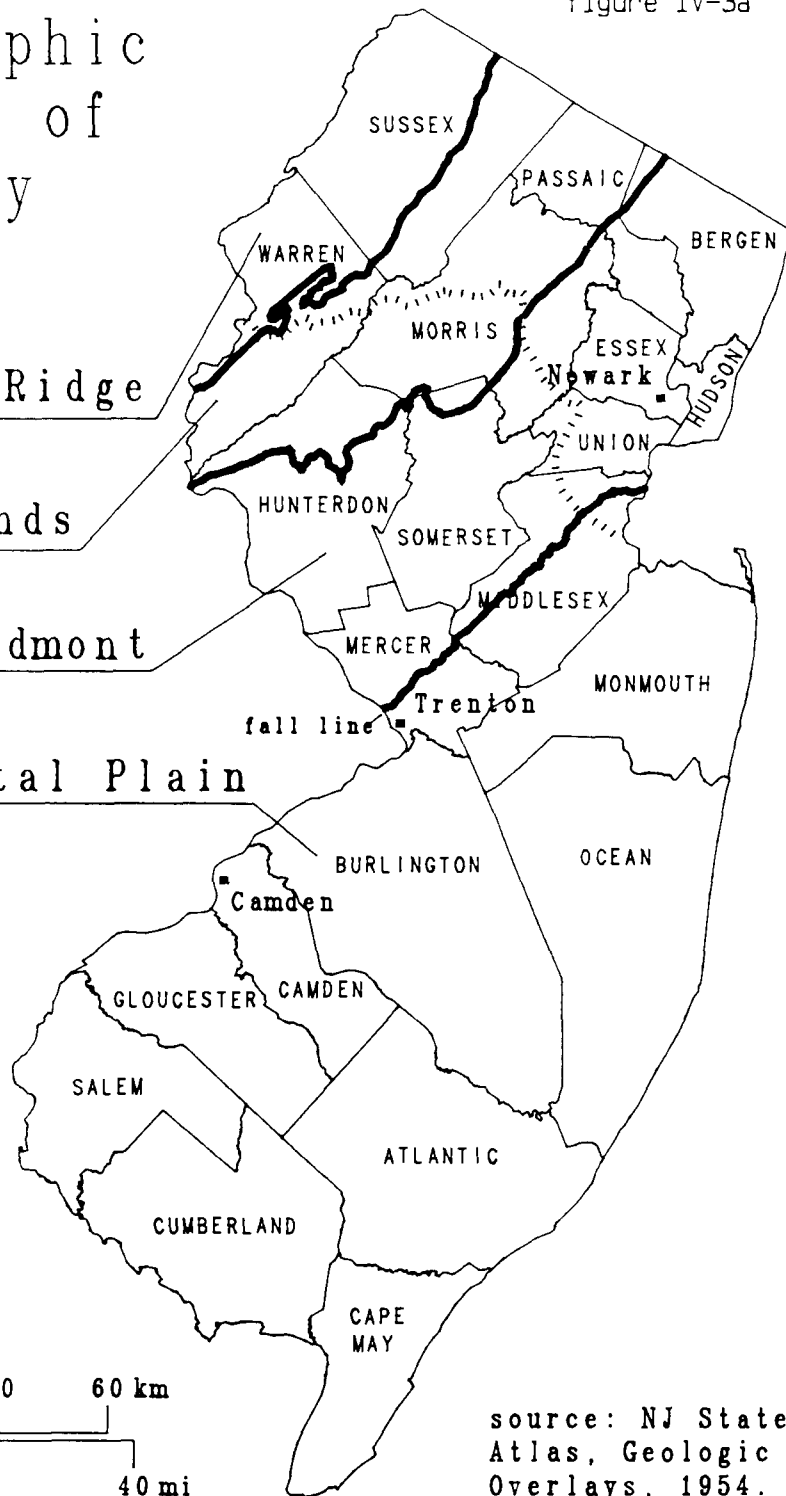 figure IV-3a
phic
of
y
SUSSEX
PASSAIC
BERGEN
WARREN
MORRIS
ESSEX
Newark
HUDSON
Ridge
UNION
HUNTERDON
nds
SOMERSET
MIDDLESEX
dmont
MERCER
MONMOUTH
Trenton
fall line
tal Plain
BURLINGTON
OCEAN
Camden
CAMDEN
GLOUCESTER
SALEM
ATLANTIC
CUMBERLAND
CAPE
MAY
0 60 km
40 mi
source: NJ State
Atlas, Geologic
Overlays, 1954.